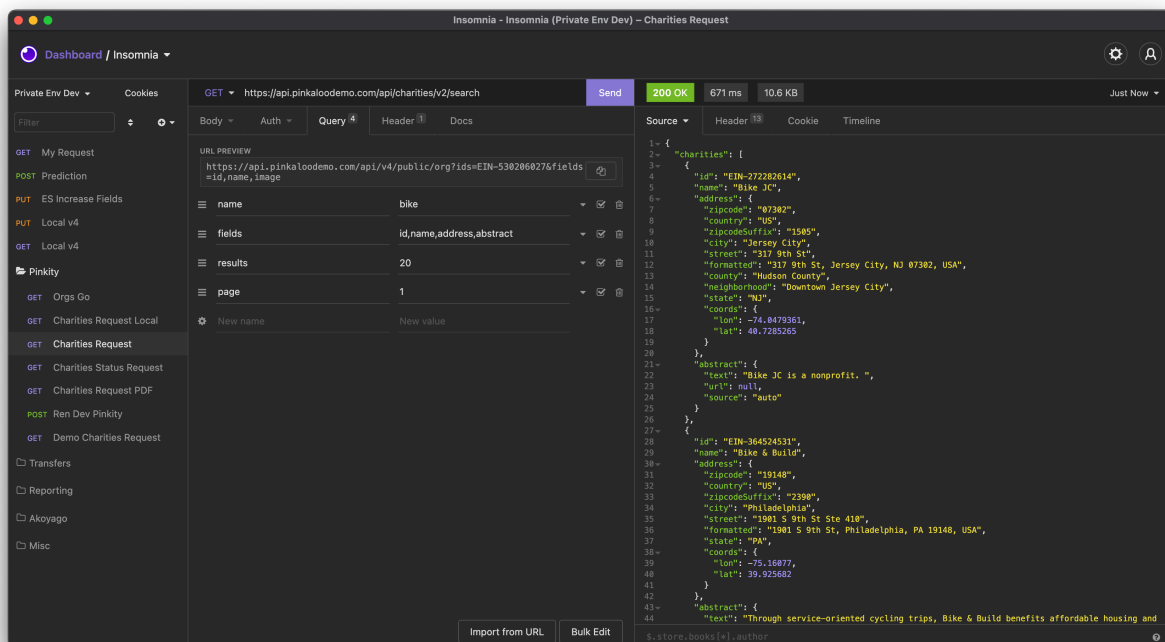 Insomnia - Insomnia (Private Env Dev) – Charities Request
Dashboard / Insomnia
Private Env Dev
Cookies
Filter
GET My Request
POST Prediction
PUT ES Increase Fields
PUT Local v4
GET Local v4
Pinkity
GET Orgs Go
GET Charities Request Local
GET Charities Request
GET Charities Status Request
GET Charities Request PDF
POST Ren Dev Pinkity
GET Demo Charities Request
Transfers
Reporting
Akoyago
Misc
GET https://api.pinkaloodemo.com/api/charities/v2/search Send
Body Auth Query 4 Header 1 Docs
URL PREVIEW
https://api.pinkaloodemo.com/api/v4/public/org?ids=EIN-530206027&fields
=id,name,image
name bike
fields id,name,address,abstract
results 20
page 1
New name New value
Import from URL Bulk Edit
200 OK 671 ms 10.6 KB Just Now
Source Header 13 Cookie Timeline
1 {
2 "charities": [
3 {
4 "id": "EIN-272282614",
5 "name": "Bike JC",
6 "address": {
7 "zipcode": "07302",
8 "country": "US",
9 "zipcodeSuffix": "1505",
10 "city": "Jersey City",
11 "street": "317 9th St",
12 "formatted": "317 9th St, Jersey City, NJ 07302, USA",
13 "county": "Hudson County",
14 "neighborhood": "Downtown Jersey City",
15 "state": "NJ",
16 "coords": {
17 "lon": -74.0479361,
18 "lat": 40.7285265
19 }
20 },
21 "abstract": {
22 "text": "Bike JC is a nonprofit. ",
23 "url": null,
24 "source": "auto"
25 }
26 },
27 {
28 "id": "EIN-364524531",
29 "name": "Bike & Build",
30 "address": {
31 "zipcode": "19148",
32 "country": "US",
33 "zipcodeSuffix": "2390",
34 "city": "Philadelphia",
35 "street": "1901 S 9th St Ste 410",
36 "formatted": "1901 S 9th St, Philadelphia, PA 19148, USA",
37 "state": "PA",
38 "coords": {
39 "lon": -75.16077,
40 "lat": 39.925682
41 }
42 },
43 "abstract": {
44 "text": "Through service-oriented cycling trips, Bike & Build benefits affordable housing and
$.store.books[*].author